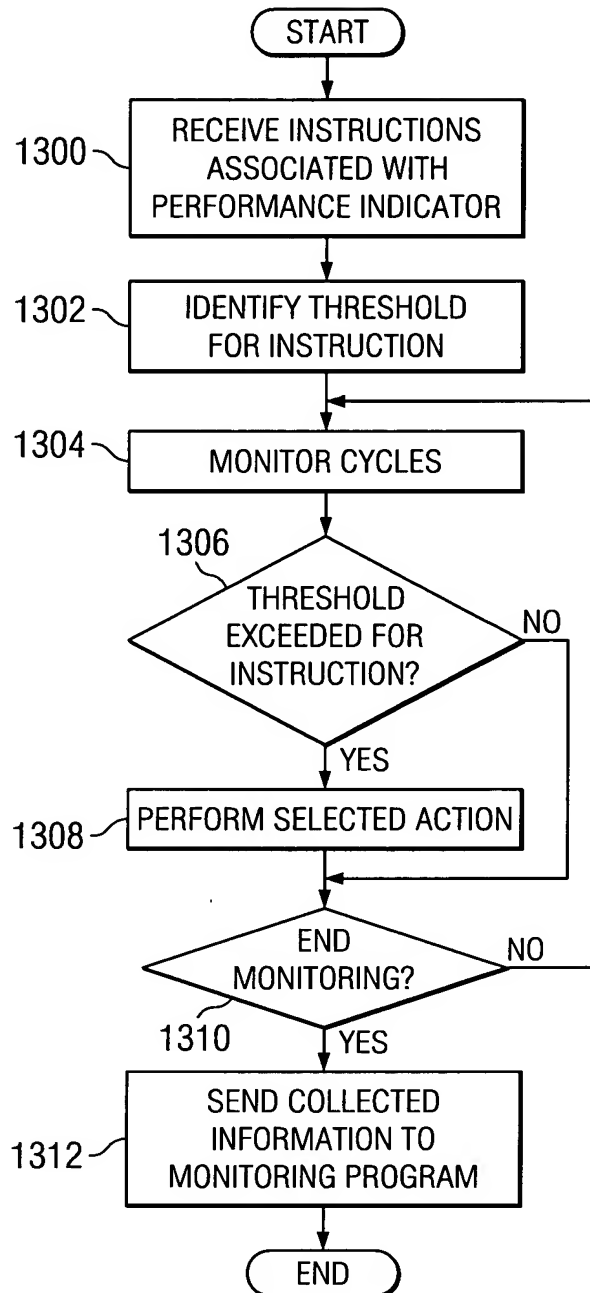 START
1300
RECEIVE INSTRUCTIONS
ASSOCIATED WITH
PERFORMANCE INDICATOR
1302
IDENTIFY THRESHOLD
FOR INSTRUCTION
1304
MONITOR CYCLES
1306
THRESHOLD
EXCEEDED FOR
INSTRUCTION?
NO
YES
1308
PERFORM SELECTED ACTION
END
MONITORING?
NO
1310
YES
1312
SEND COLLECTED
INFORMATION TO
MONITORING PROGRAM
END